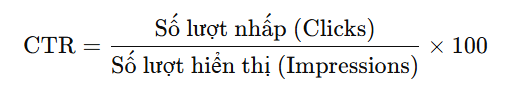 CTR = Số lượt nhấp (Clicks) / Số lượt hiển thị (Impressions) × 100